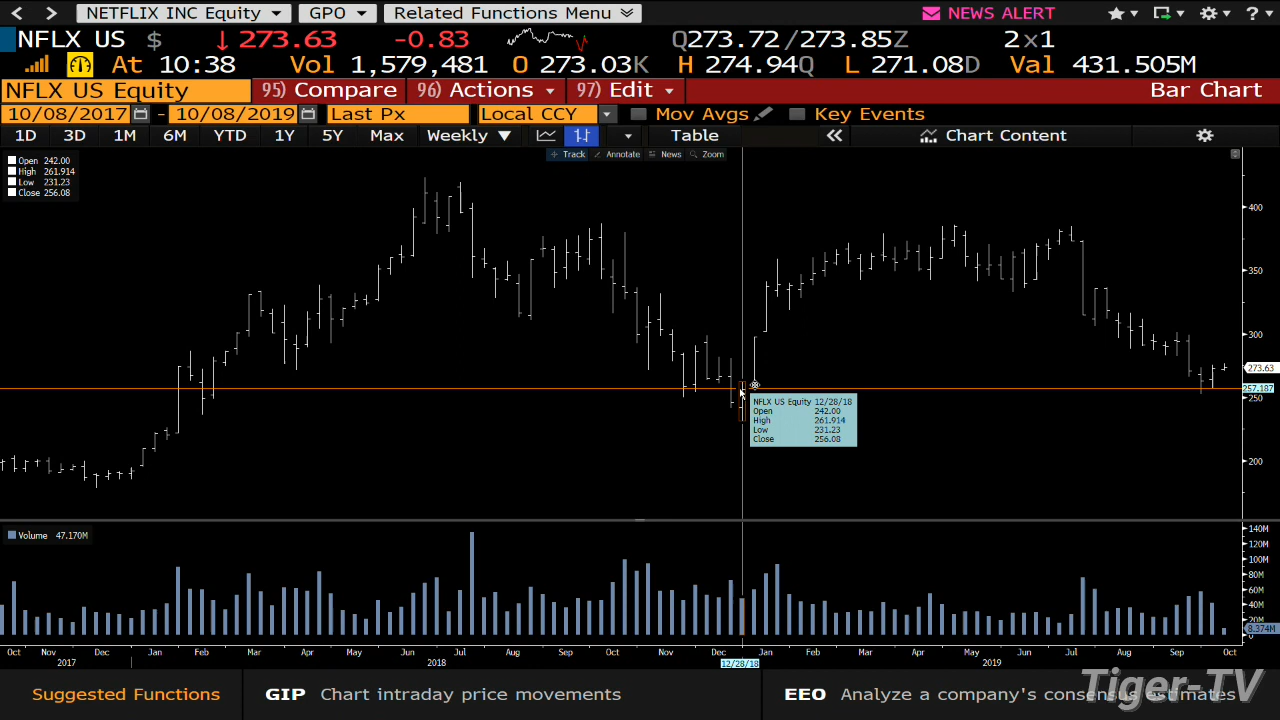 NETFLIX INC Equity GPO Related Functions Menu NEWS ALERT ?
NFLX US $ ↓ 273.63 -0.83 Q273.72/273.85Z 2x1
At 10:38 Vol 1,579,481 O 273.03K H 274.94Q L 271.08D Val 431.505M
NFLX US Equity 95) Compare 96) Actions 97) Edit Bar Chart
10/08/2017 - 10/08/2019 Last Px Local CCY Mov Avgs Key Events
1D 3D 1M 6M YTD 1Y 5Y Max Weekly Table Chart Content
Track Annotate News Zoom
Open 242.00
High 261.914
Low 231.23
Close 256.08
400
350
300
273.63
257.187
250
200
NFLX US Equity 12/28/18
Open 242.00
High 261.914
Low 231.23
Close 256.08
Volume 47.170M
140M
120M
100M
80M
60M
40M
20M
8.374M
0
Oct Nov Dec Jan Feb Mar Apr May Jun Jul Aug Sep Oct Nov Dec Jan Feb Mar Apr May Jun Jul Aug Sep Oct
2017 2018 12/28/18 2019
Suggested Functions GIP Chart intraday price movements EEO Analyze a company's consensus estimates
Tiger-TV